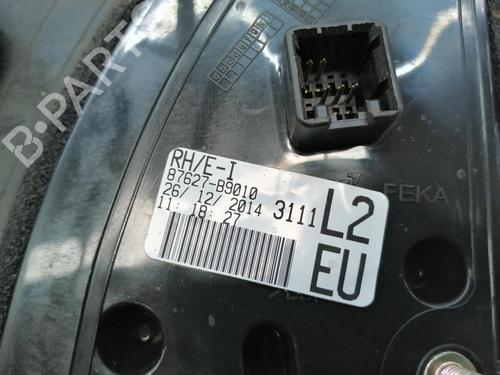 B-PARTS
RH/E-I
87627-B9010
26/12/2014 3111
11:18:27
L2
EU
FEKA